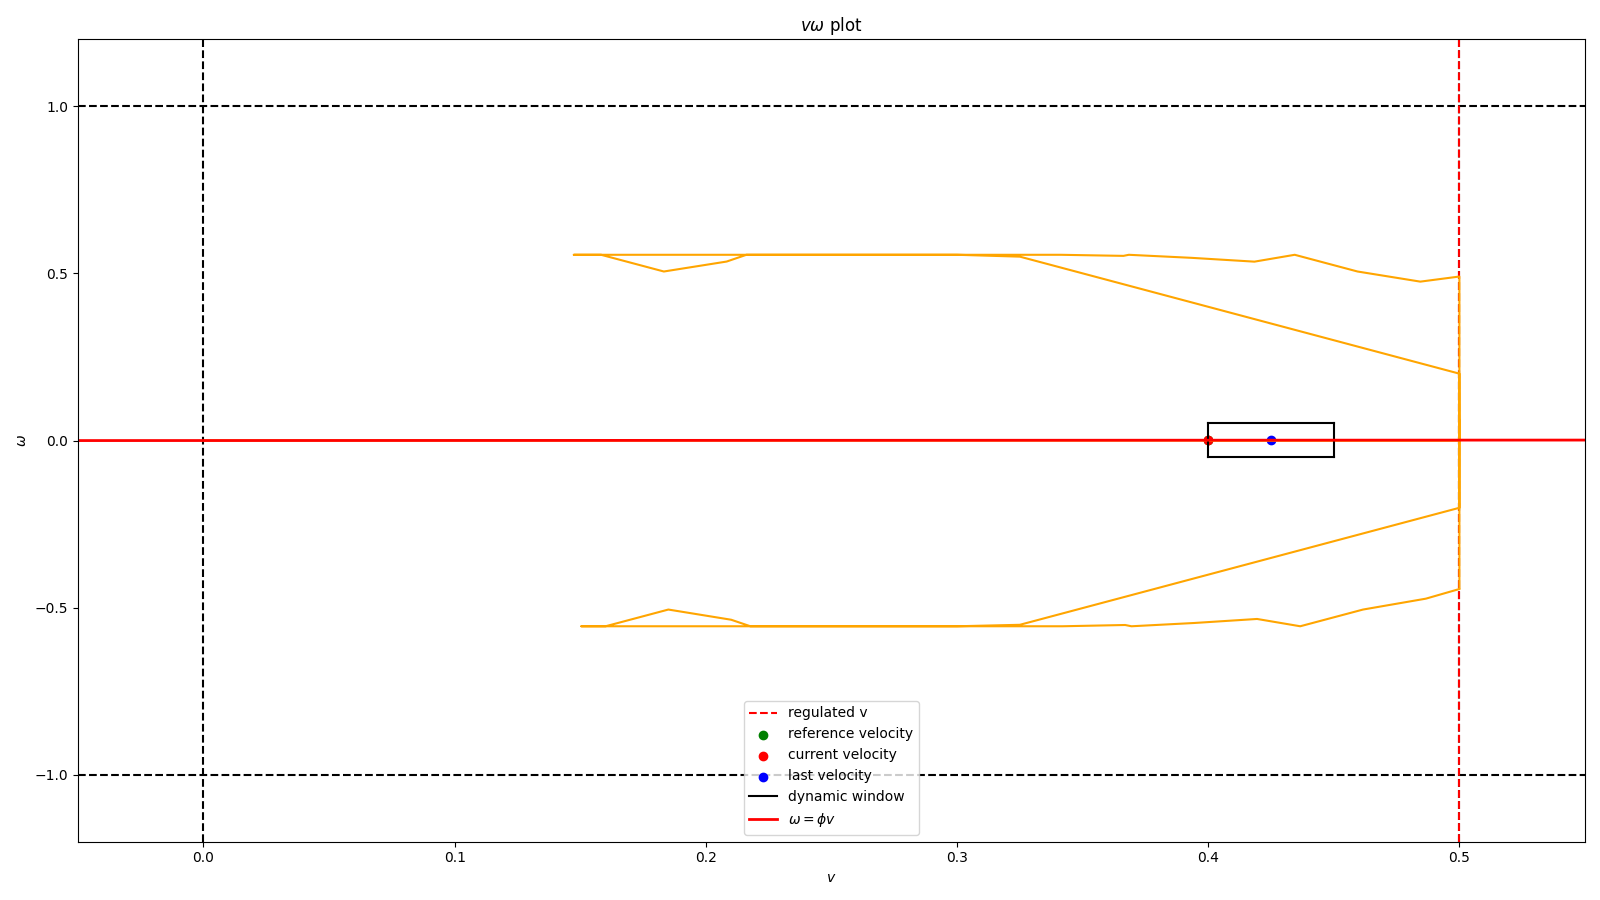 vω plot
1.0
0.5
0.0
−0.5
−1.0
ω
regulated v
reference velocity
current velocity
last velocity
dynamic window
ω = ϕv
0.0 0.1 0.2 0.3 0.4 0.5
v